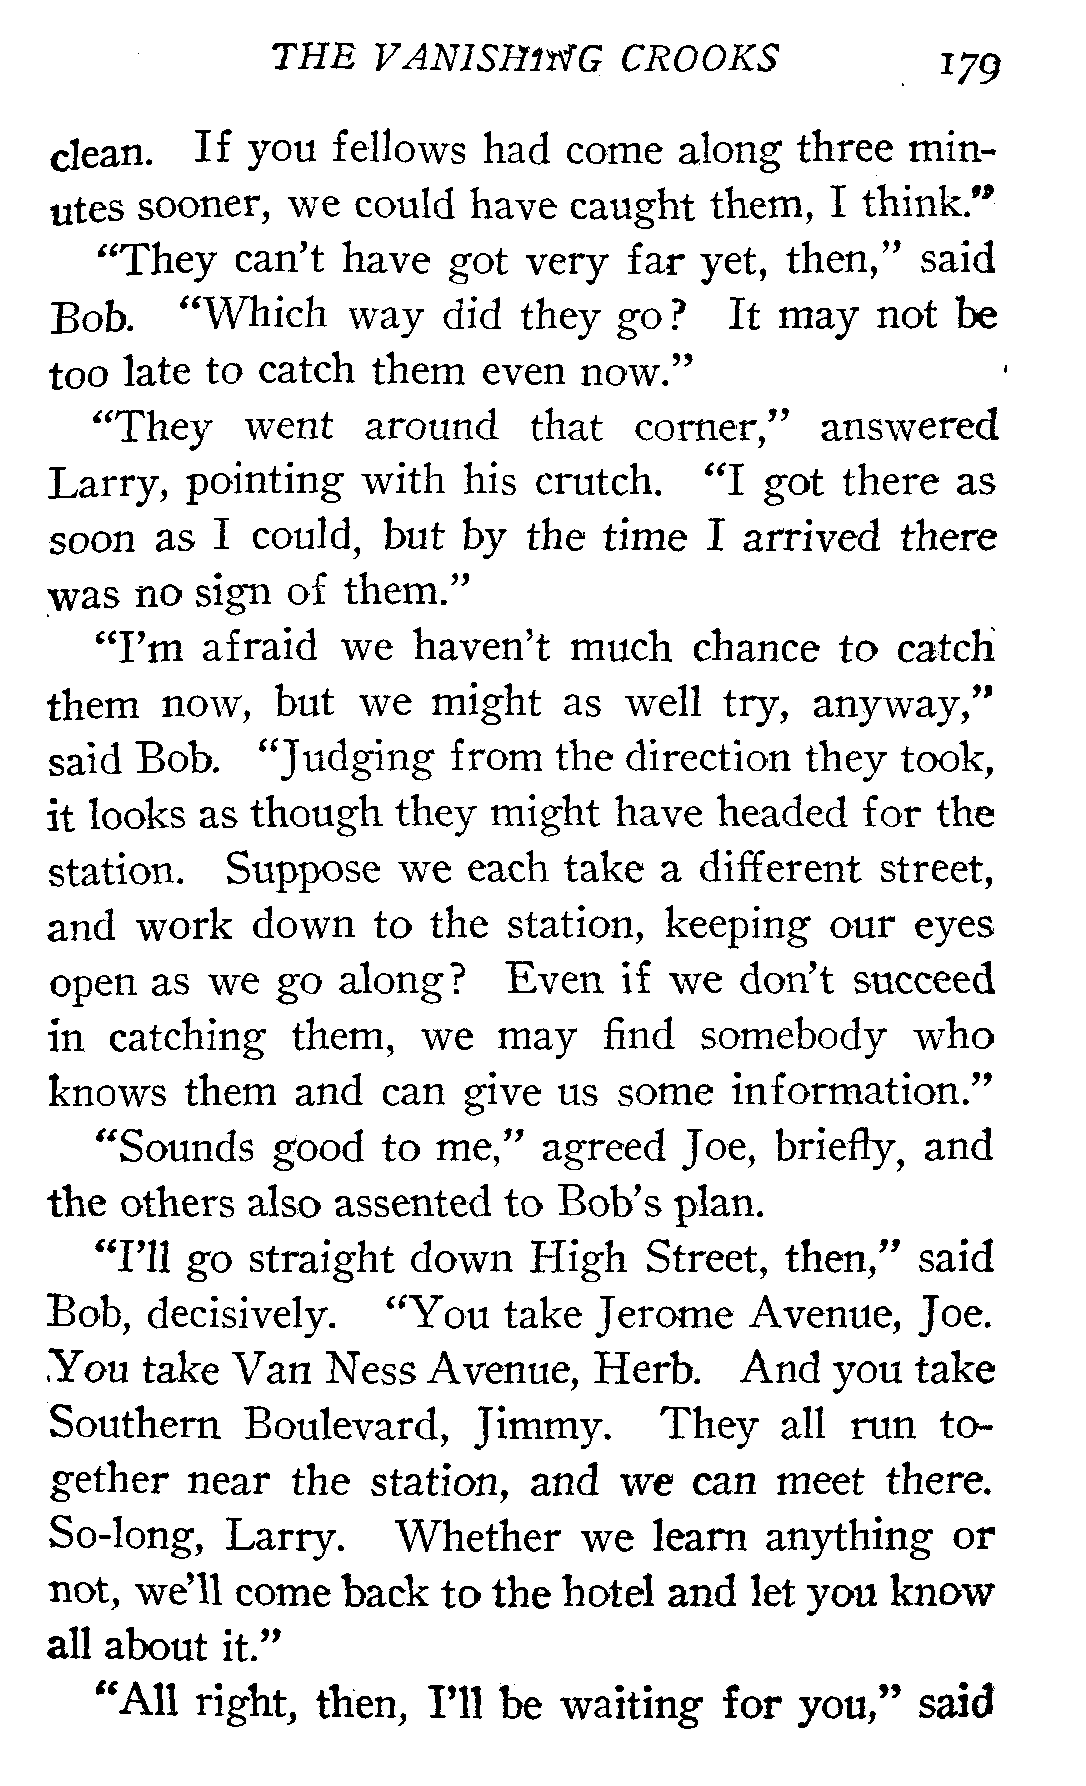 THE VANISHING CROOKS 179
clean. If you fellows had come along three min-
utes sooner, we could have caught them, I think."
"They can't have got very far yet, then," said
Bob. "Which way did they go? It may not be
too late to catch them even now."
"They went around that corner," answered
Larry, pointing with his crutch. "I got there as
soon as I could, but by the time I arrived there
was no sign of them."
"I'm afraid we haven't much chance to catch
them now, but we might as well try, anyway,"
said Bob. "Judging from the direction they took,
it looks as though they might have headed for the
station. Suppose we each take a different street,
and work down to the station, keeping our eyes
open as we go along? Even if we don't succeed
in catching them, we may find somebody who
knows them and can give us some information."
"Sounds good to me," agreed Joe, briefly, and
the others also assented to Bob's plan.
"I'll go straight down High Street, then," said
Bob, decisively. "You take Jerome Avenue, Joe.
You take Van Ness Avenue, Herb. And you take
Southern Boulevard, Jimmy. They all run to-
gether near the station, and we can meet there.
So-long, Larry. Whether we learn anything or
not, we'll come back to the hotel and let you know
all about it."
"All right, then, I'll be waiting for you," said